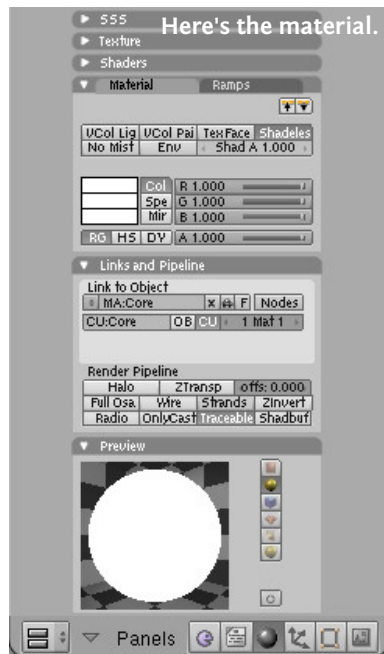 SSS
Here's the material.
Texture
Shaders
Material Ramps
VCol Lig VCol Pai TexFace Shadeles
No Mist Env Shad A 1.000
Col R 1.000
Spe G 1.000
Mir B 1.000
RG HS DY A 1.000
Links and Pipeline
Link to Object
MA:Core X F Nodes
CU:Core OB CU 1 Mat 1
Render Pipeline
Halo ZTransp offs: 0.000
Full Osa Wire Strands ZInvert
Radio OnlyCast Traceable Shadbuf
Preview
Panels